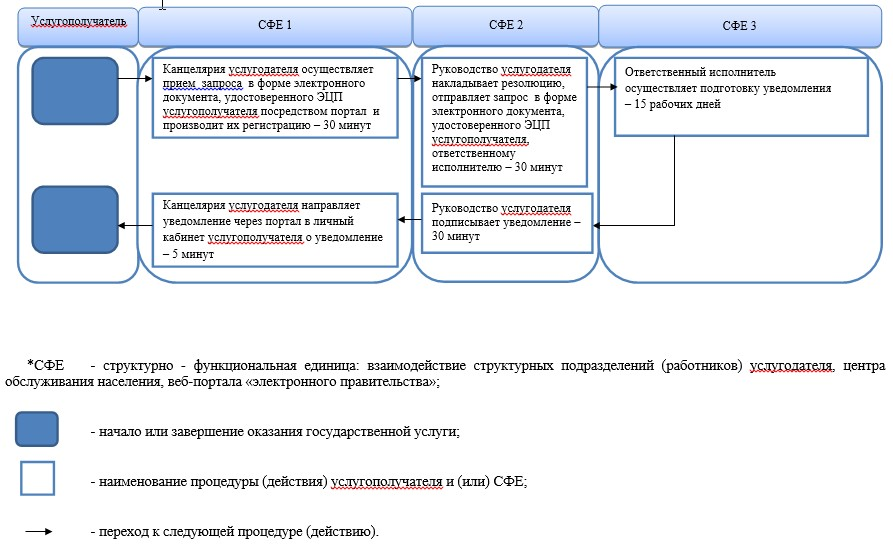 Услугополучатель
СФЕ 1
СФЕ 2
СФЕ 3
Канцелярия услугодателя осуществляет
прием запроса в форме электронного
документа, удостоверенного ЭЦП
услугополучателя посредством портал и
производит их регистрацию – 30 минут
Руководство услугодателя
накладывает резолюцию,
отправляет запрос в форме
электронного документа,
удостоверенного ЭЦП
услугополучателя,
ответственному
исполнителю – 30 минут
Ответственный исполнитель
осуществляет подготовку уведомления
– 15 рабочих дней
Канцелярия услугодателя направляет
уведомление через портал в личный
кабинет услугополучателя о уведомление
– 5 минут
Руководство услугодателя
подписывает уведомление –
30 минут
*СФЕ - структурно - функциональная единица: взаимодействие структурных подразделений (работников) услугодателя, центра
обслуживания населения, веб-портала «электронного правительства»;
- начало или завершение оказания государственной услуги;
- наименование процедуры (действия) услугополучателя и (или) СФЕ;
- переход к следующей процедуре (действию).